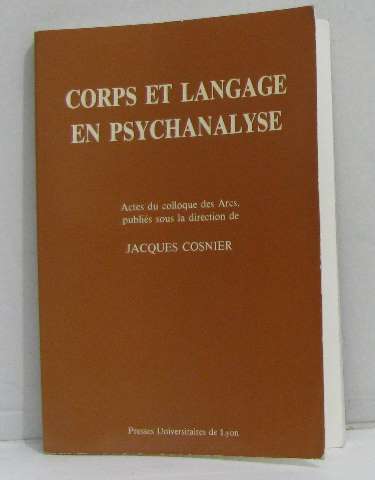 CORPS ET LANGAGE
EN PSYCHANALYSE
Actes du colloque des Arcs,
publiés sous la direction de
JACQUES COSNIER
Presses Universitaires de Lyon